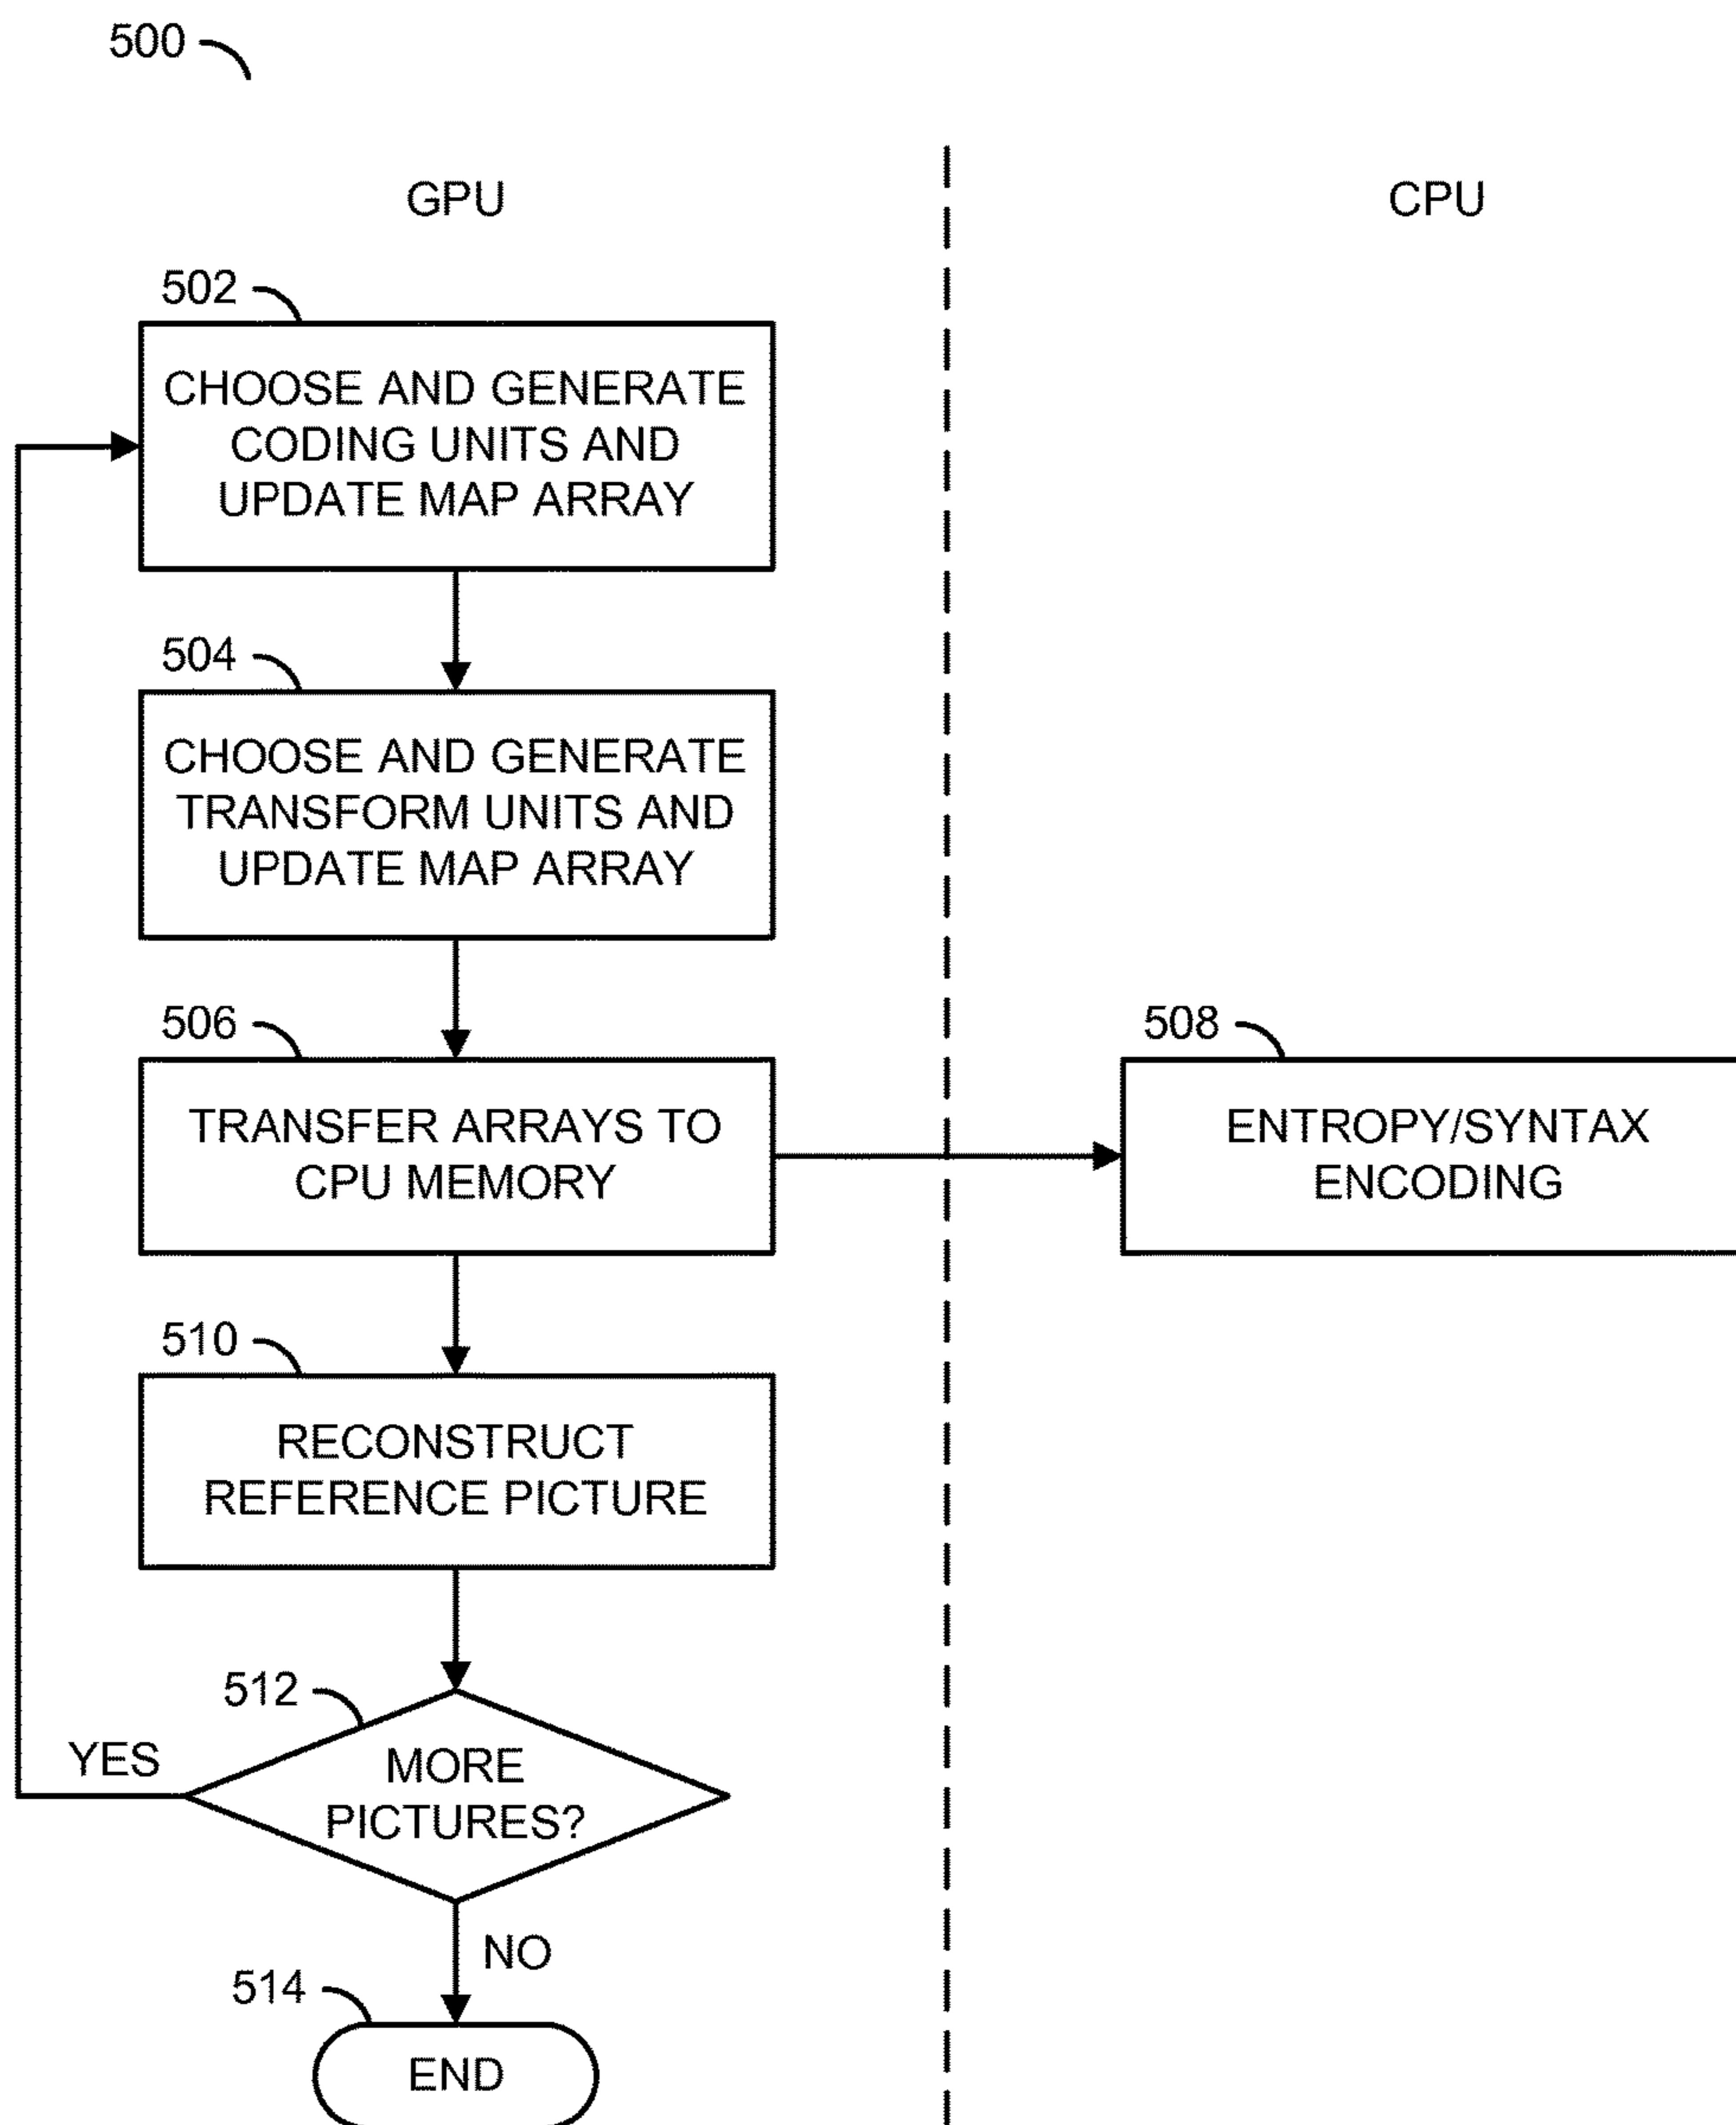 500
GPU
CPU
502
CHOOSE AND GENERATE
CODING UNITS AND
UPDATE MAP ARRAY
504
CHOOSE AND GENERATE
TRANSFORM UNITS AND
UPDATE MAP ARRAY
506
TRANSFER ARRAYS TO
CPU MEMORY
508
ENTROPY/SYNTAX
ENCODING
510
RECONSTRUCT
REFERENCE PICTURE
512
MORE
PICTURES?
YES
NO
514
END